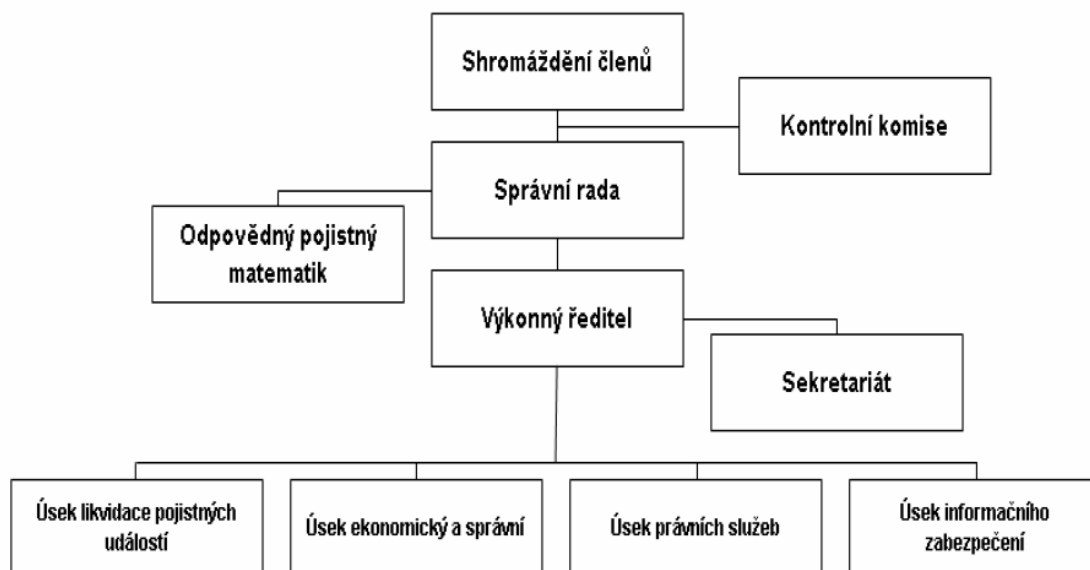 Shromáždění členů
Kontrolní komise
Správní rada
Odpovědný pojistný
matematik
Výkonný ředitel
Sekretariát
Úsek likvidace pojistných
událostí
Úsek ekonomický a správní
Úsek právních služeb
Úsek informačního
zabezpečení